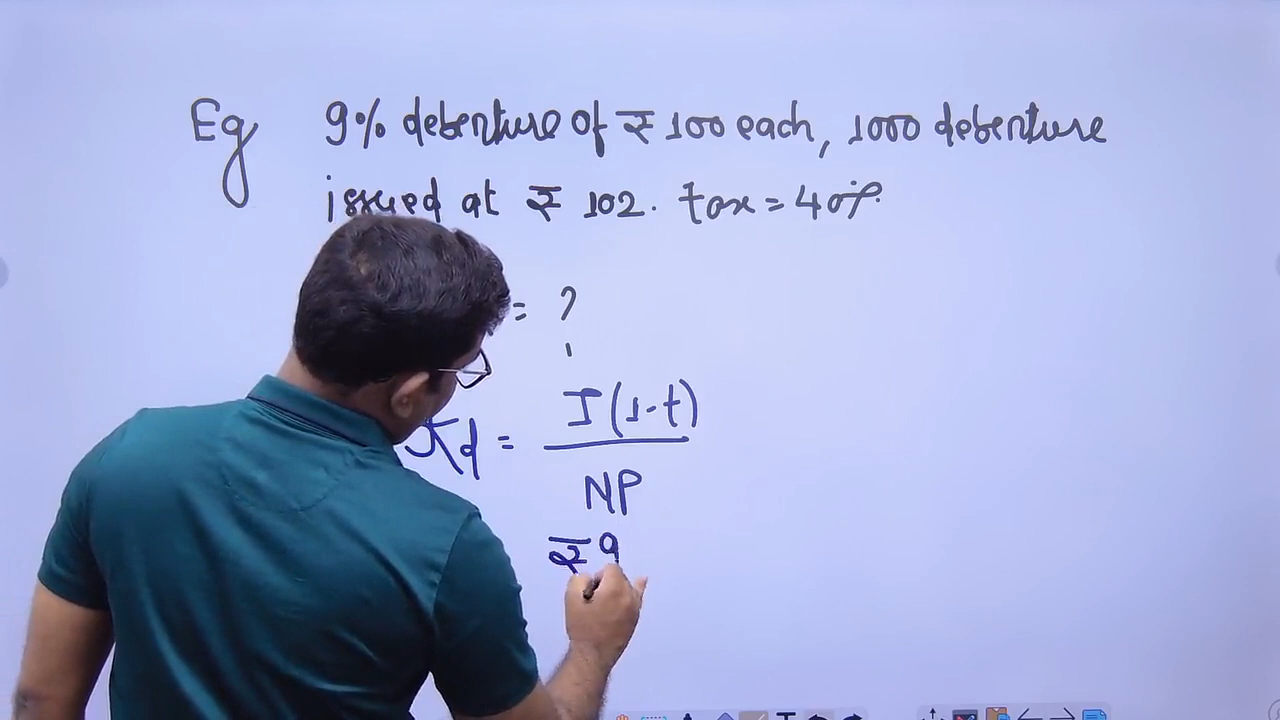 Eg 9% debenture of ₹ 100 each, 1000 debenture
issued at ₹ 102. tax = 40%.
= ?
Kd = I(1-t)
NP
₹ 9